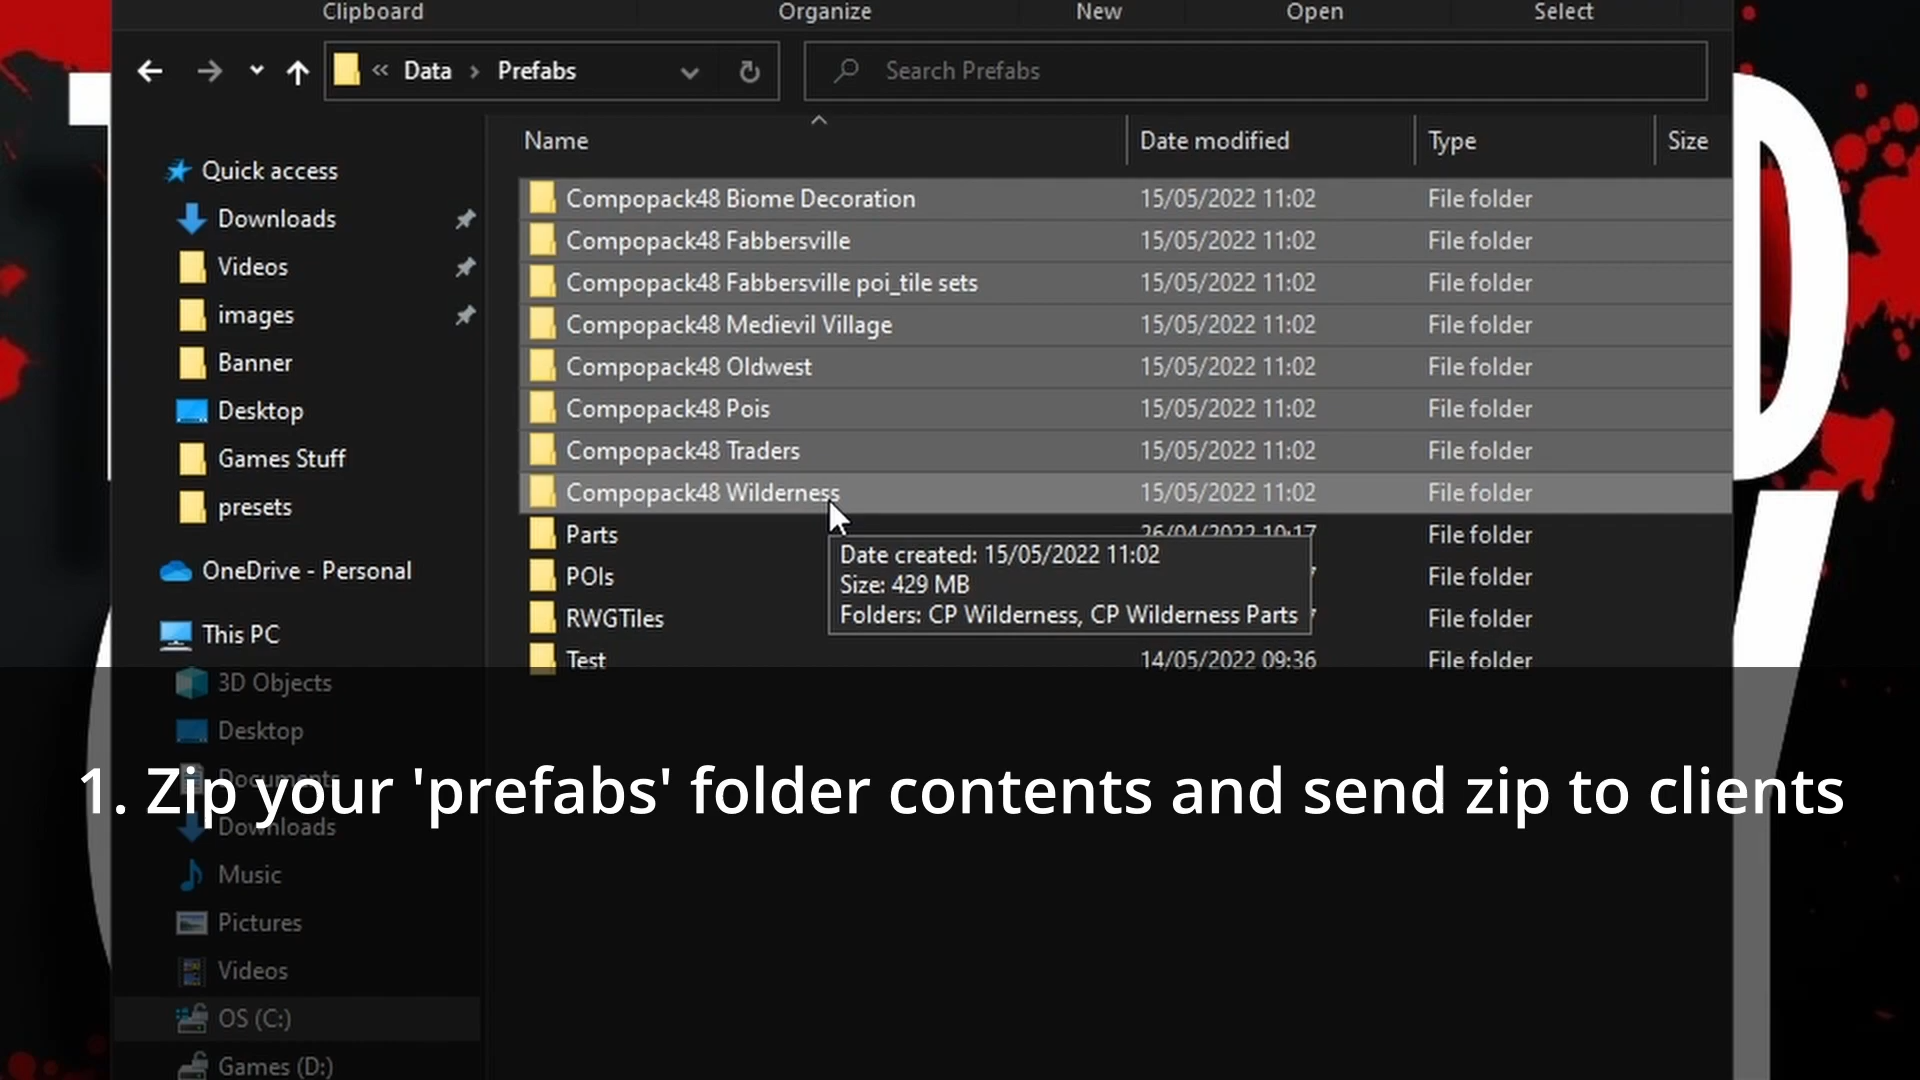 Clipboard Organize New Open Select
« Data > Prefabs Search Prefabs
Name Date modified Type Size
Quick access
Downloads
Videos
images
Banner
Desktop
Games Stuff
presets
OneDrive - Personal
This PC
3D Objects
Desktop
Documents
Downloads
Music
Pictures
Videos
OS (C:)
Games (D:)
Compopack48 Biome Decoration 15/05/2022 11:02 File folder
Compopack48 Fabbersville 15/05/2022 11:02 File folder
Compopack48 Fabbersville poi_tile sets 15/05/2022 11:02 File folder
Compopack48 Medievil Village 15/05/2022 11:02 File folder
Compopack48 Oldwest 15/05/2022 11:02 File folder
Compopack48 Pois 15/05/2022 11:02 File folder
Compopack48 Traders 15/05/2022 11:02 File folder
Compopack48 Wilderness 15/05/2022 11:02 File folder
Parts 26/04/2022 10:17 File folder
POIs File folder
RWGTiles File folder
Test 14/05/2022 09:36 File folder
Date created: 15/05/2022 11:02
Size: 429 MB
Folders: CP Wilderness, CP Wilderness Parts
1. Zip your 'prefabs' folder contents and send zip to clients